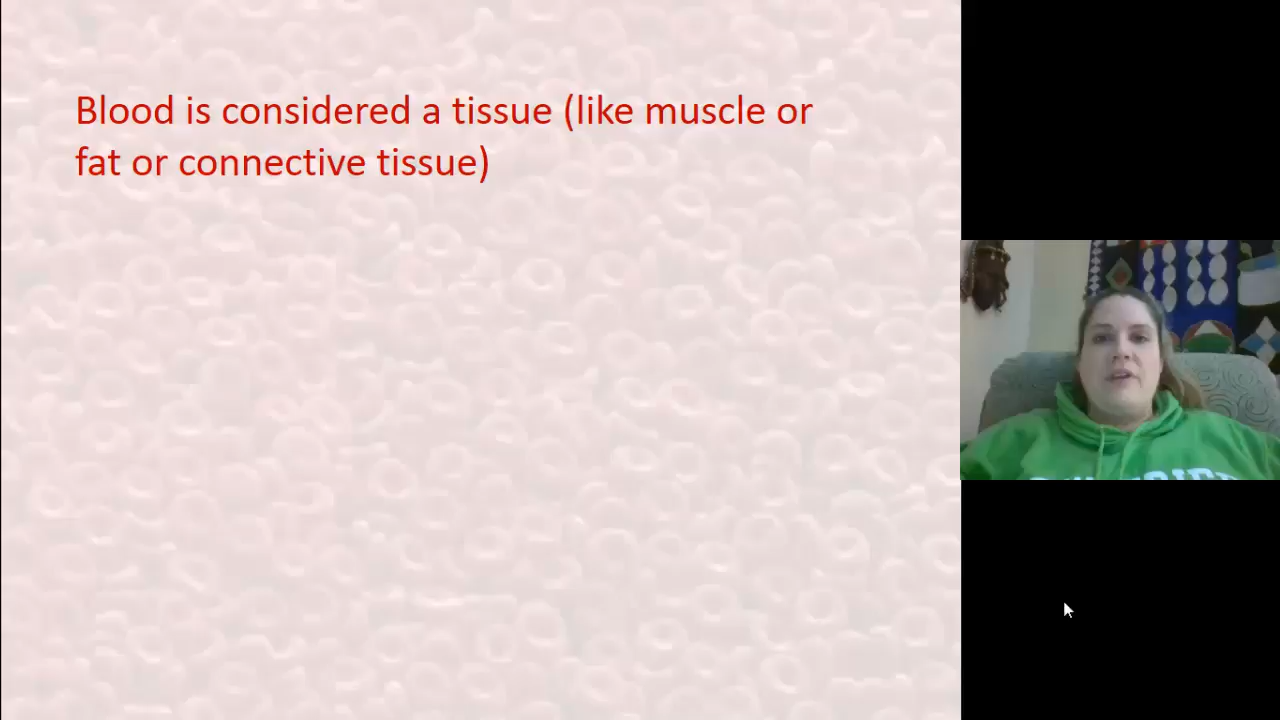 Blood is considered a tissue (like muscle or
fat or connective tissue)